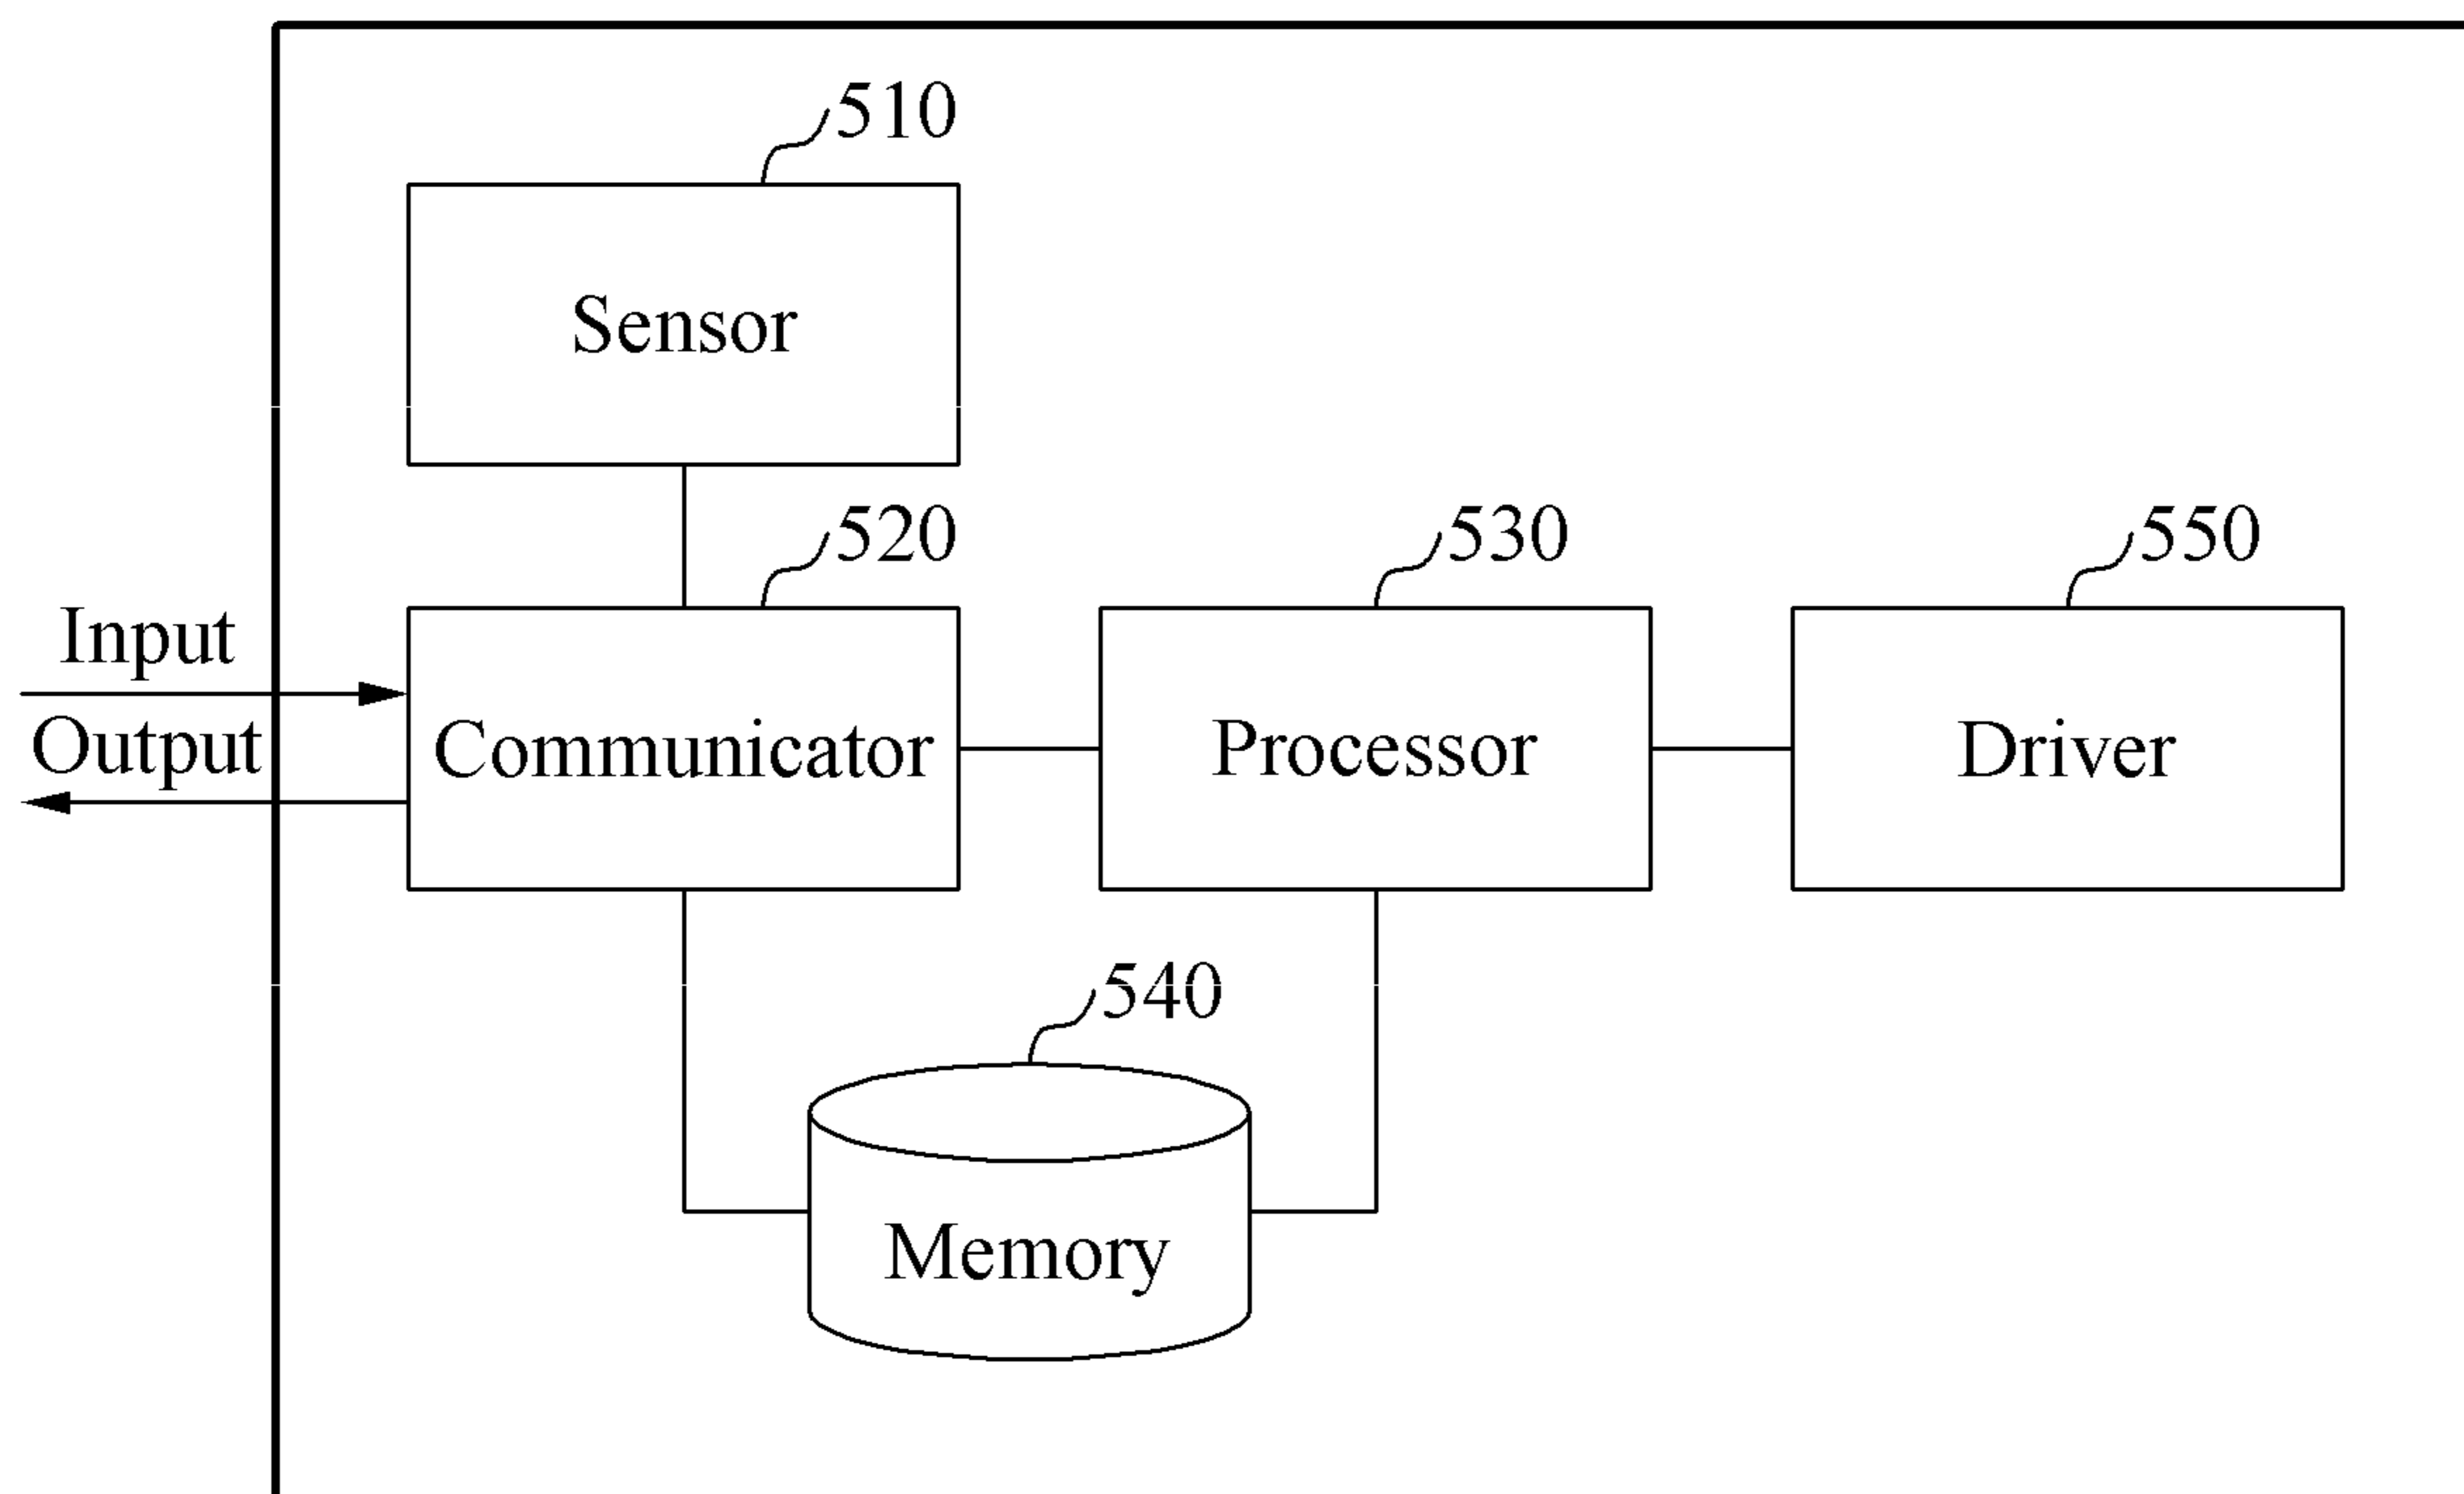 510
Sensor
520
530
550
Input
Output
Communicator
Processor
Driver
540
Memory